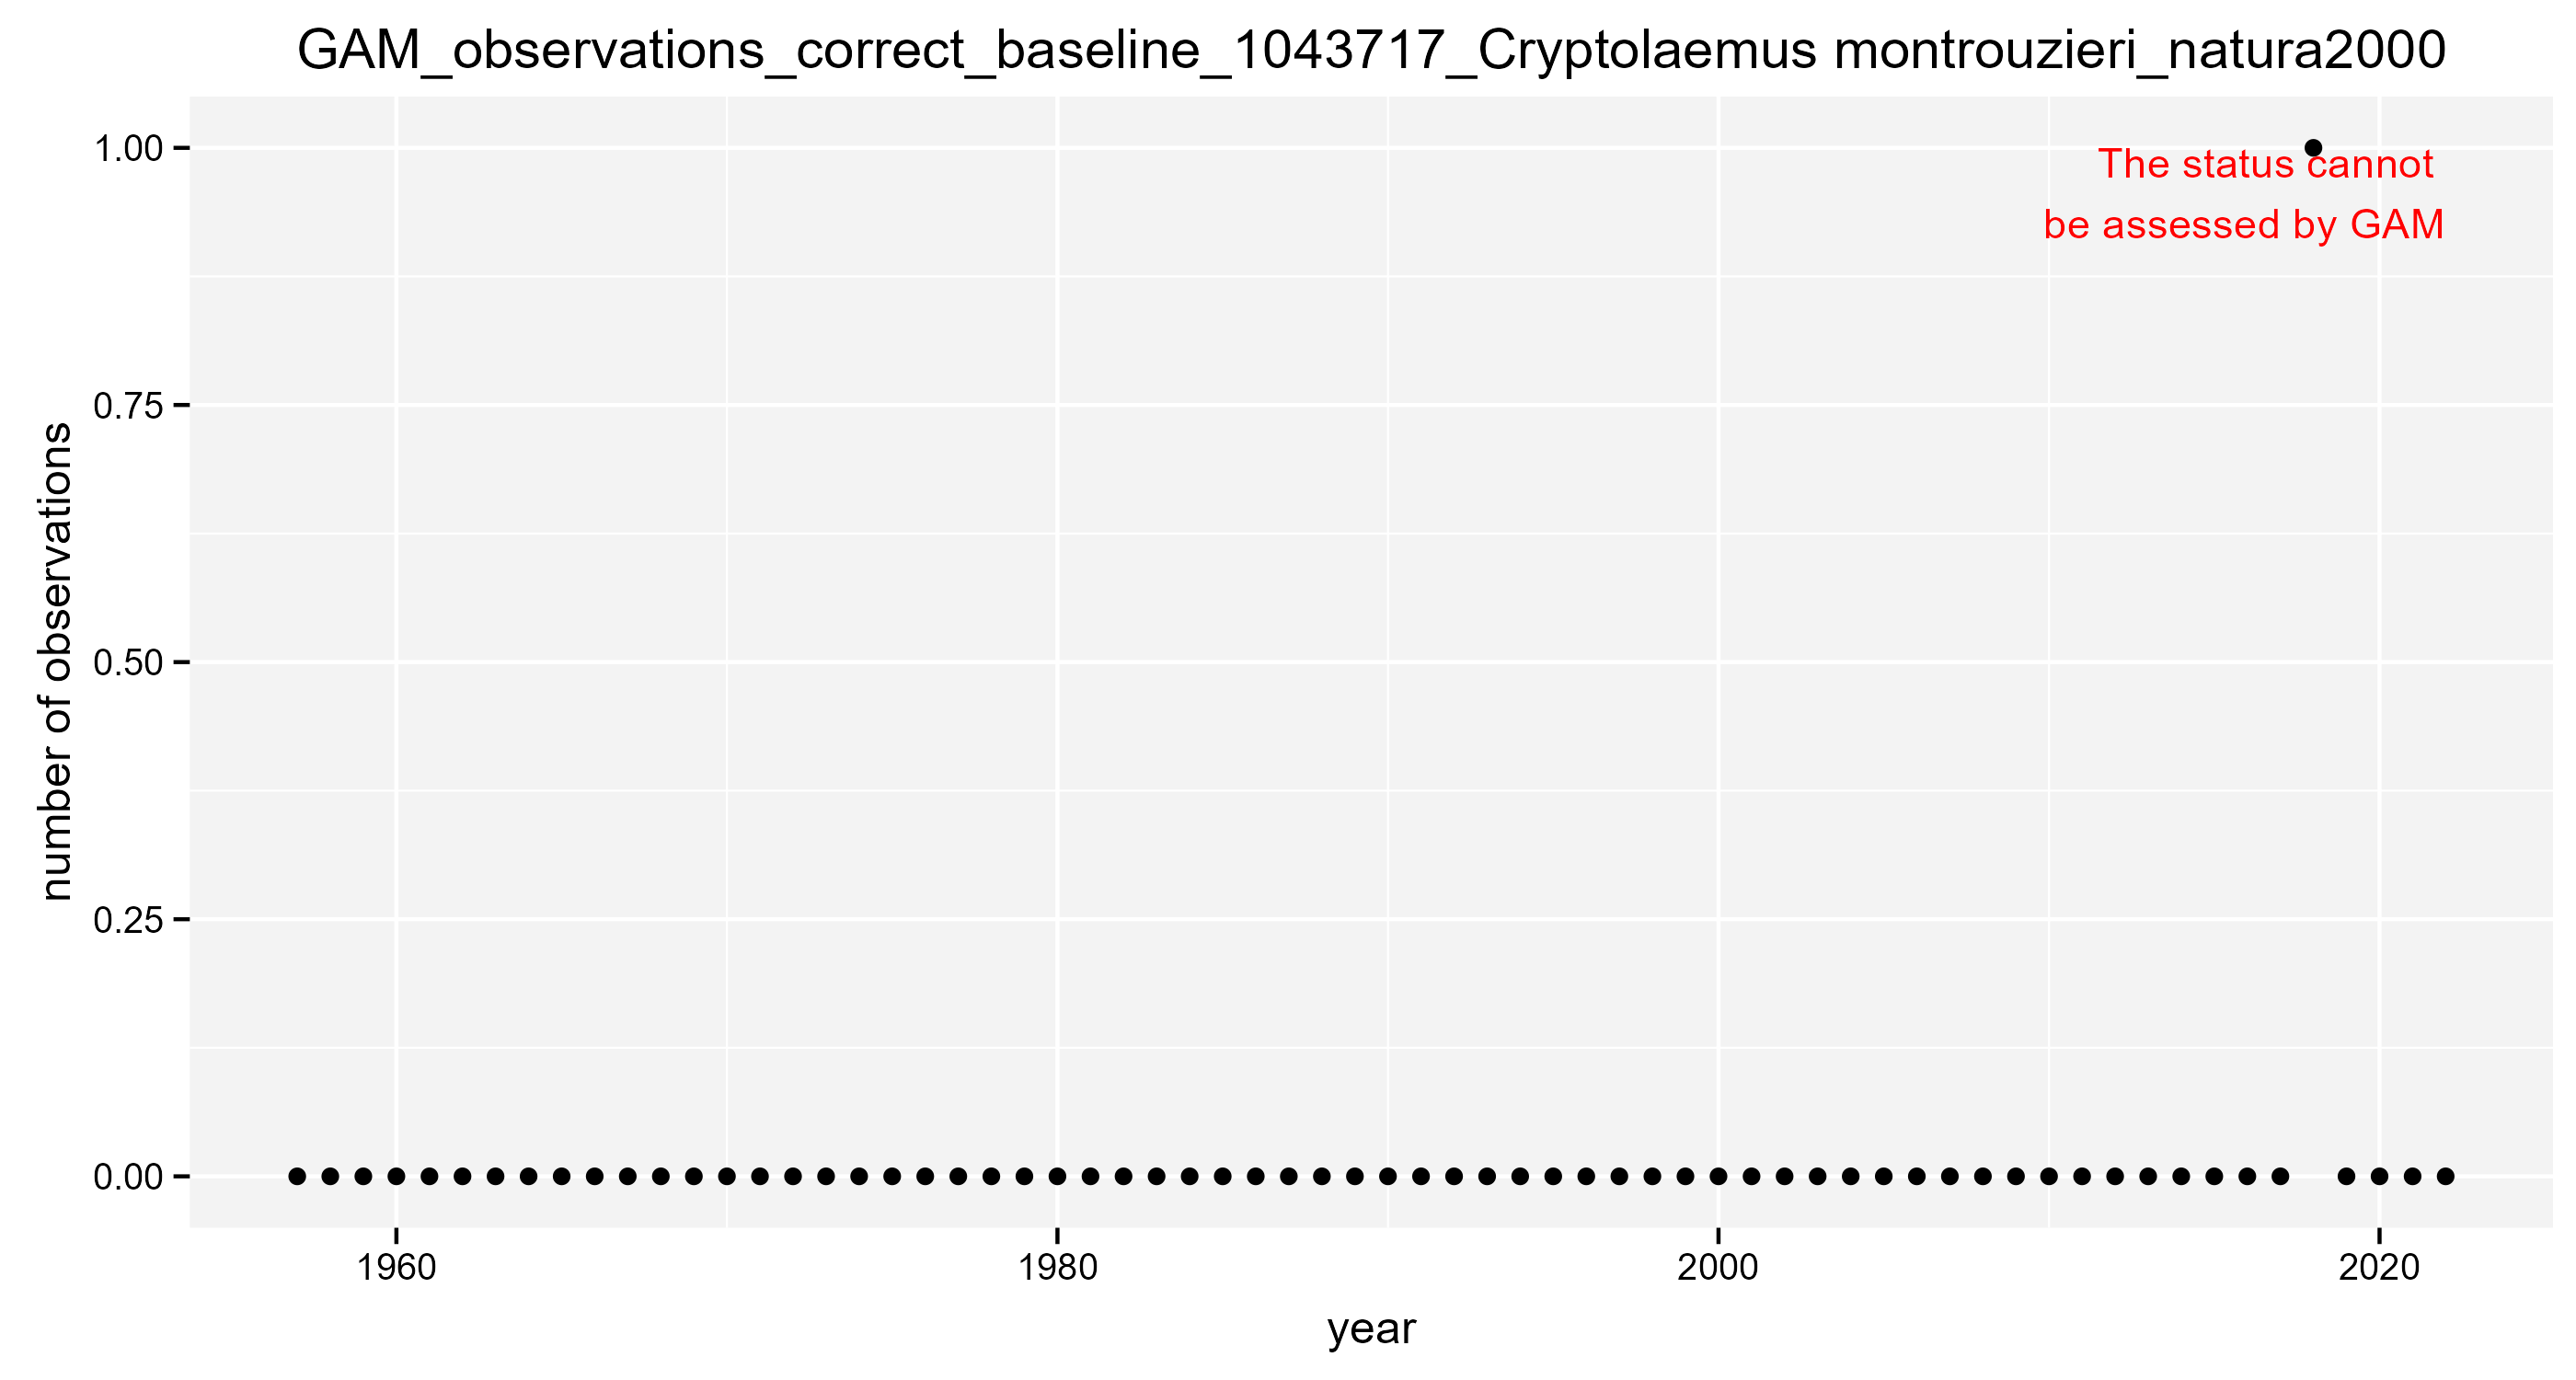 GAM_observations_correct_baseline_1043717_Cryptolaemus montrouzieri_natura2000
1.00
The status cannot
be assessed by GAM
0.75
0.50
0.25
0.00
number of observations
1960
1980
2000
2020
year